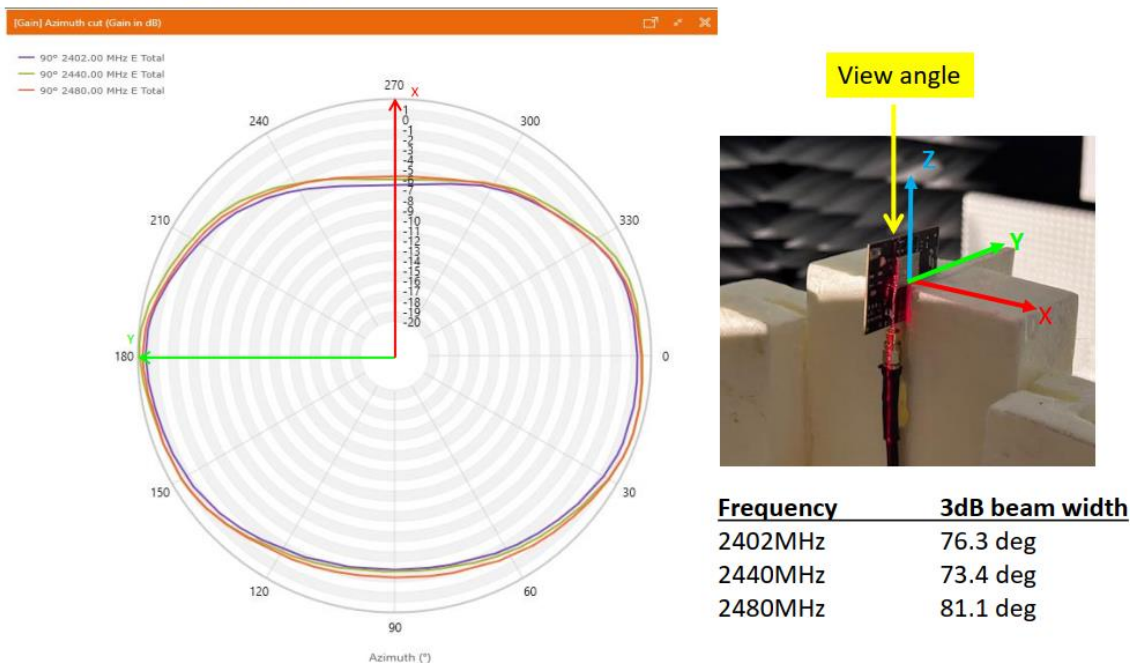 [Gain] Azimuth cut (Gain in dB)
90° 2402.00 MHz E Total
90° 2440.00 MHz E Total
90° 2480.00 MHz E Total
270
X
240
300
1
0
-1
-2
-3
-4
-5
-6
-7
-8
-9
-10
-11
-12
-13
-14
-15
-16
-17
-18
-19
-20
210
330
Y
180
0
150
30
120
60
90
Azimuth (°)
View angle
Z
Y
X
Frequency 3dB beam width
2402MHz 76.3 deg
2440MHz 73.4 deg
2480MHz 81.1 deg